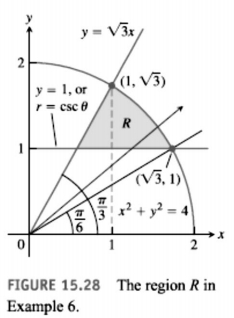 y
y = √3x
2
(1, √3)
y = 1, or
r = csc θ
R
1
(√3, 1)
π/3
π/6
x² + y² = 4
0
1
2
x
FIGURE 15.28 The region R in
Example 6.